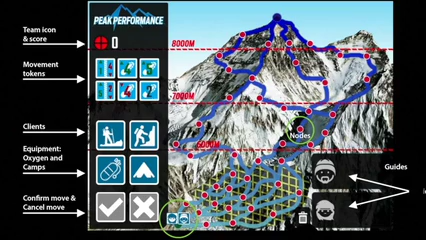 PEAK PERFORMANCE
Team icon
& score
0
8000M
Movement
tokens
7000M
Clients
Nodes
6000M
Equipment:
Oxygen and
Camps
Guides
Confirm move &
Cancel move